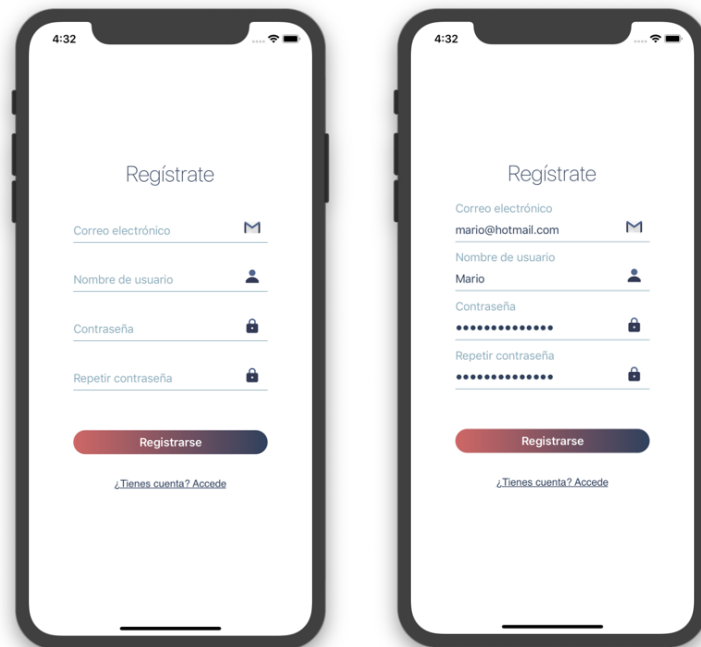 4:32
Regístrate
Correo electrónico
Nombre de usuario
Contraseña
Repetir contraseña
Registrarse
¿Tienes cuenta? Accede
4:32
Regístrate
Correo electrónico
mario@hotmail.com
Nombre de usuario
Mario
Contraseña
••••••••••••••
Repetir contraseña
••••••••••••••
Registrarse
¿Tienes cuenta? Accede